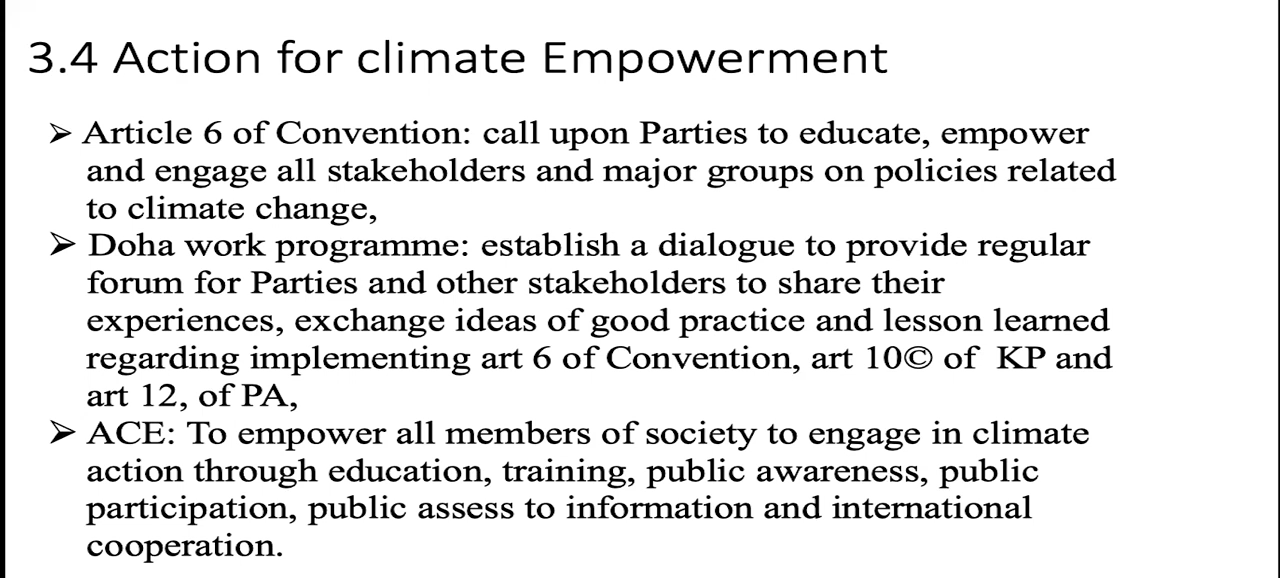 3.4 Action for climate Empowerment
➢ Article 6 of Convention: call upon Parties to educate, empower
and engage all stakeholders and major groups on policies related
to climate change,
➢ Doha work programme: establish a dialogue to provide regular
forum for Parties and other stakeholders to share their
experiences, exchange ideas of good practice and lesson learned
regarding implementing art 6 of Convention, art 10© of KP and
art 12, of PA,
➢ ACE: To empower all members of society to engage in climate
action through education, training, public awareness, public
participation, public assess to information and international
cooperation.